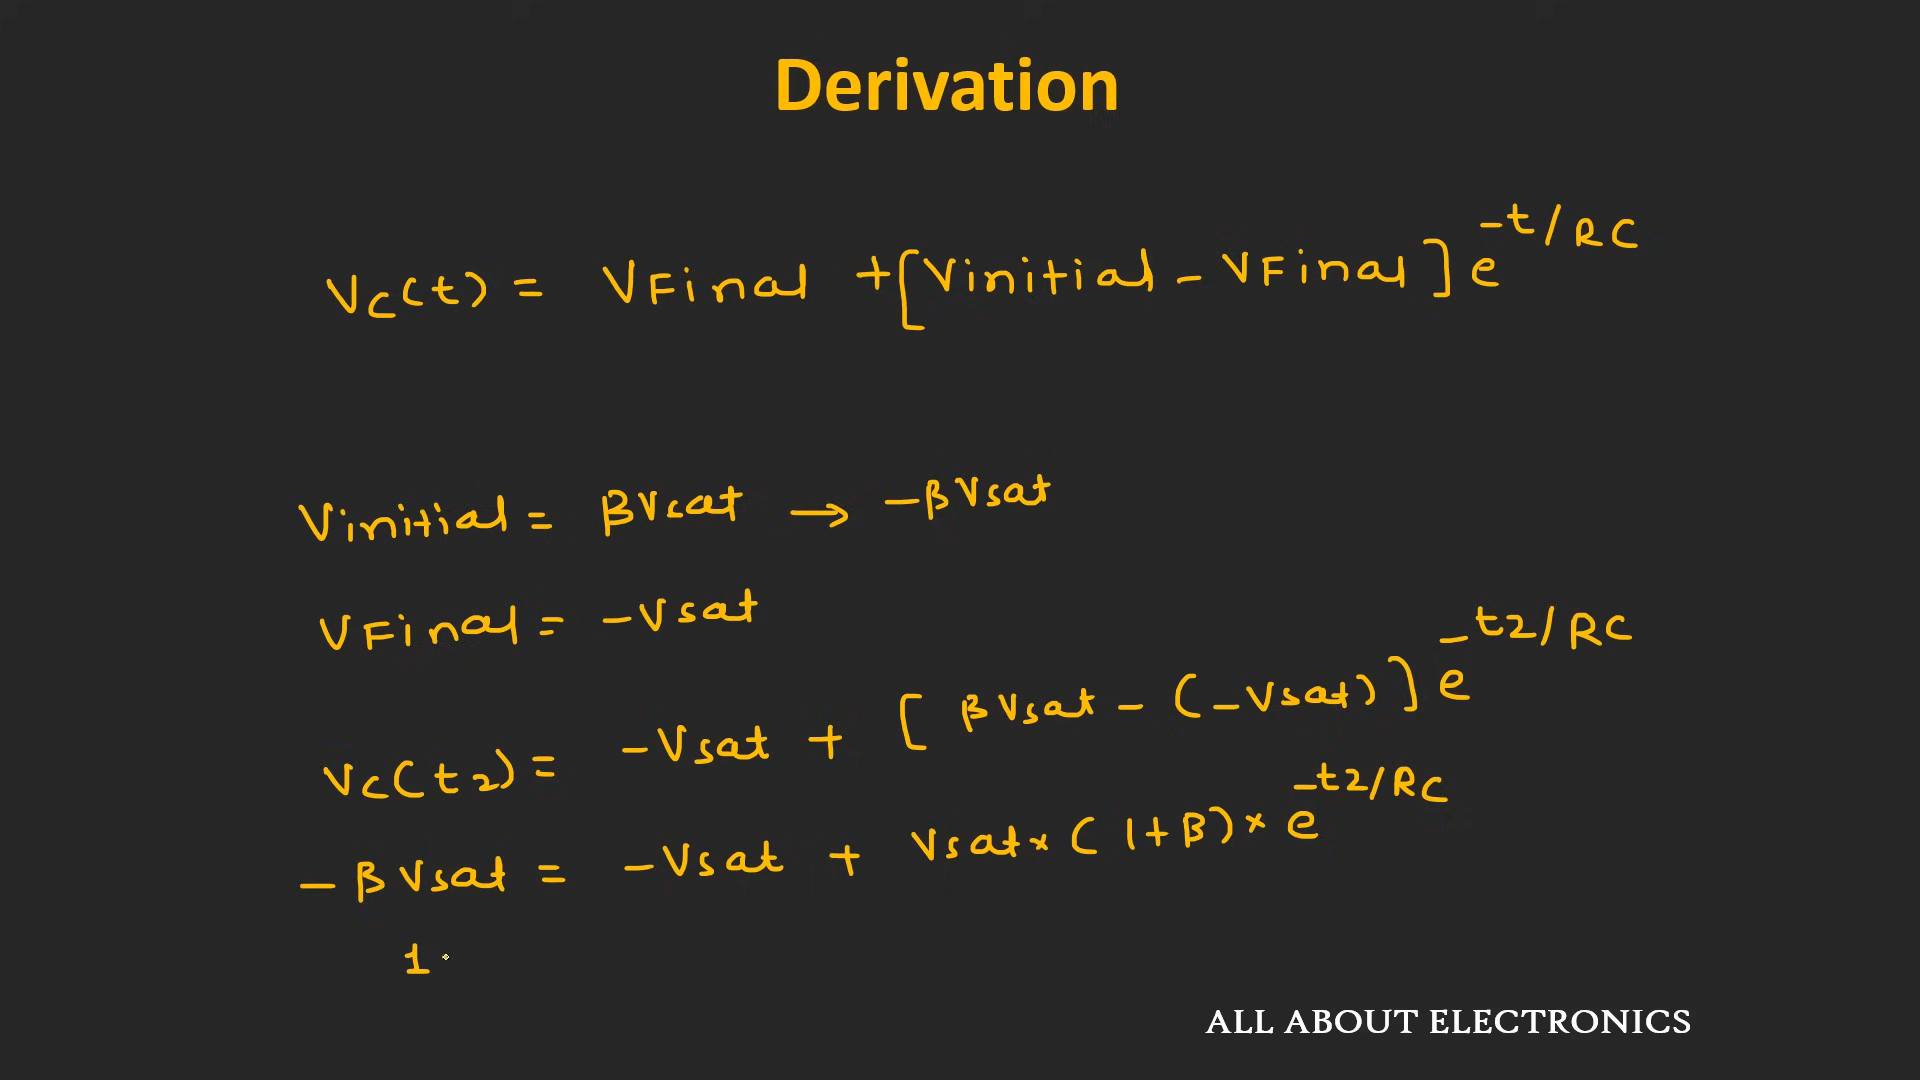 Derivation
Vc(t) = VFinal + [Vinitial - VFinal] e^-t/RC
Vinitial = βVsat → -βVsat
VFinal = -Vsat
Vc(t2) = -Vsat + [βVsat - (-Vsat)] e^-t2/RC
-βVsat = -Vsat + Vsat × (1+β) × e^-t2/RC
1
ALL ABOUT ELECTRONICS